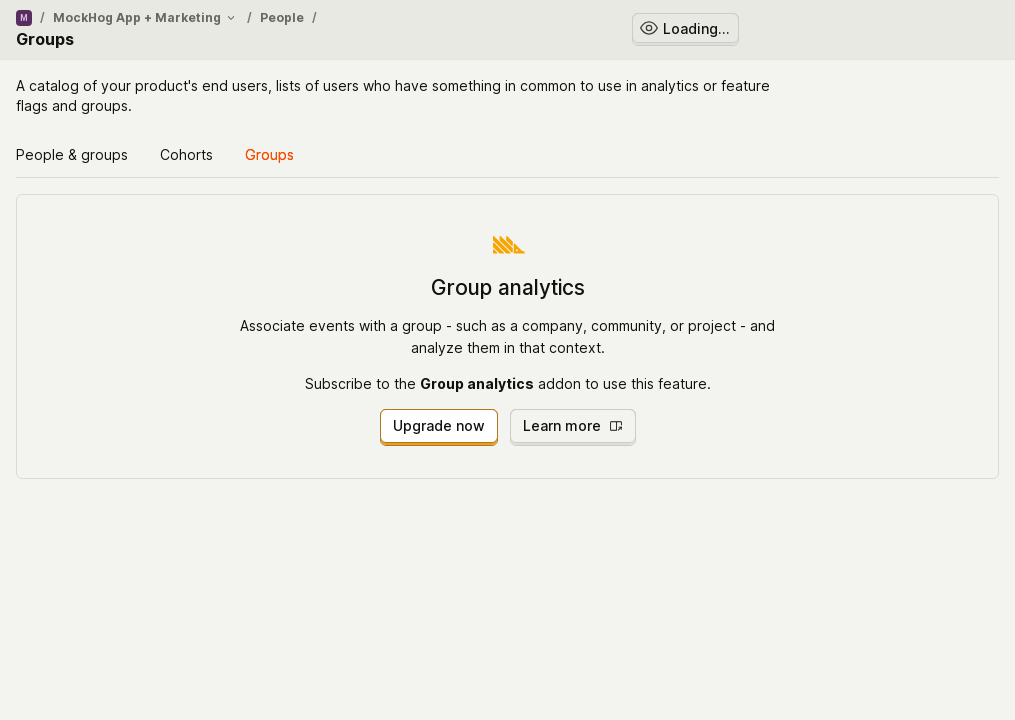 M / MockHog App + Marketing / People /
Groups
Loading...
A catalog of your product's end users, lists of users who have something in common to use in analytics or feature
flags and groups.
People & groups Cohorts Groups
Group analytics
Associate events with a group - such as a company, community, or project - and
analyze them in that context.
Subscribe to the Group analytics addon to use this feature.
Upgrade now Learn more